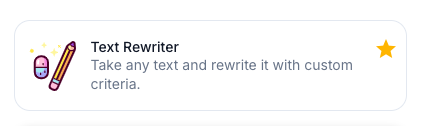 Text Rewriter
Take any text and rewrite it with custom
criteria.